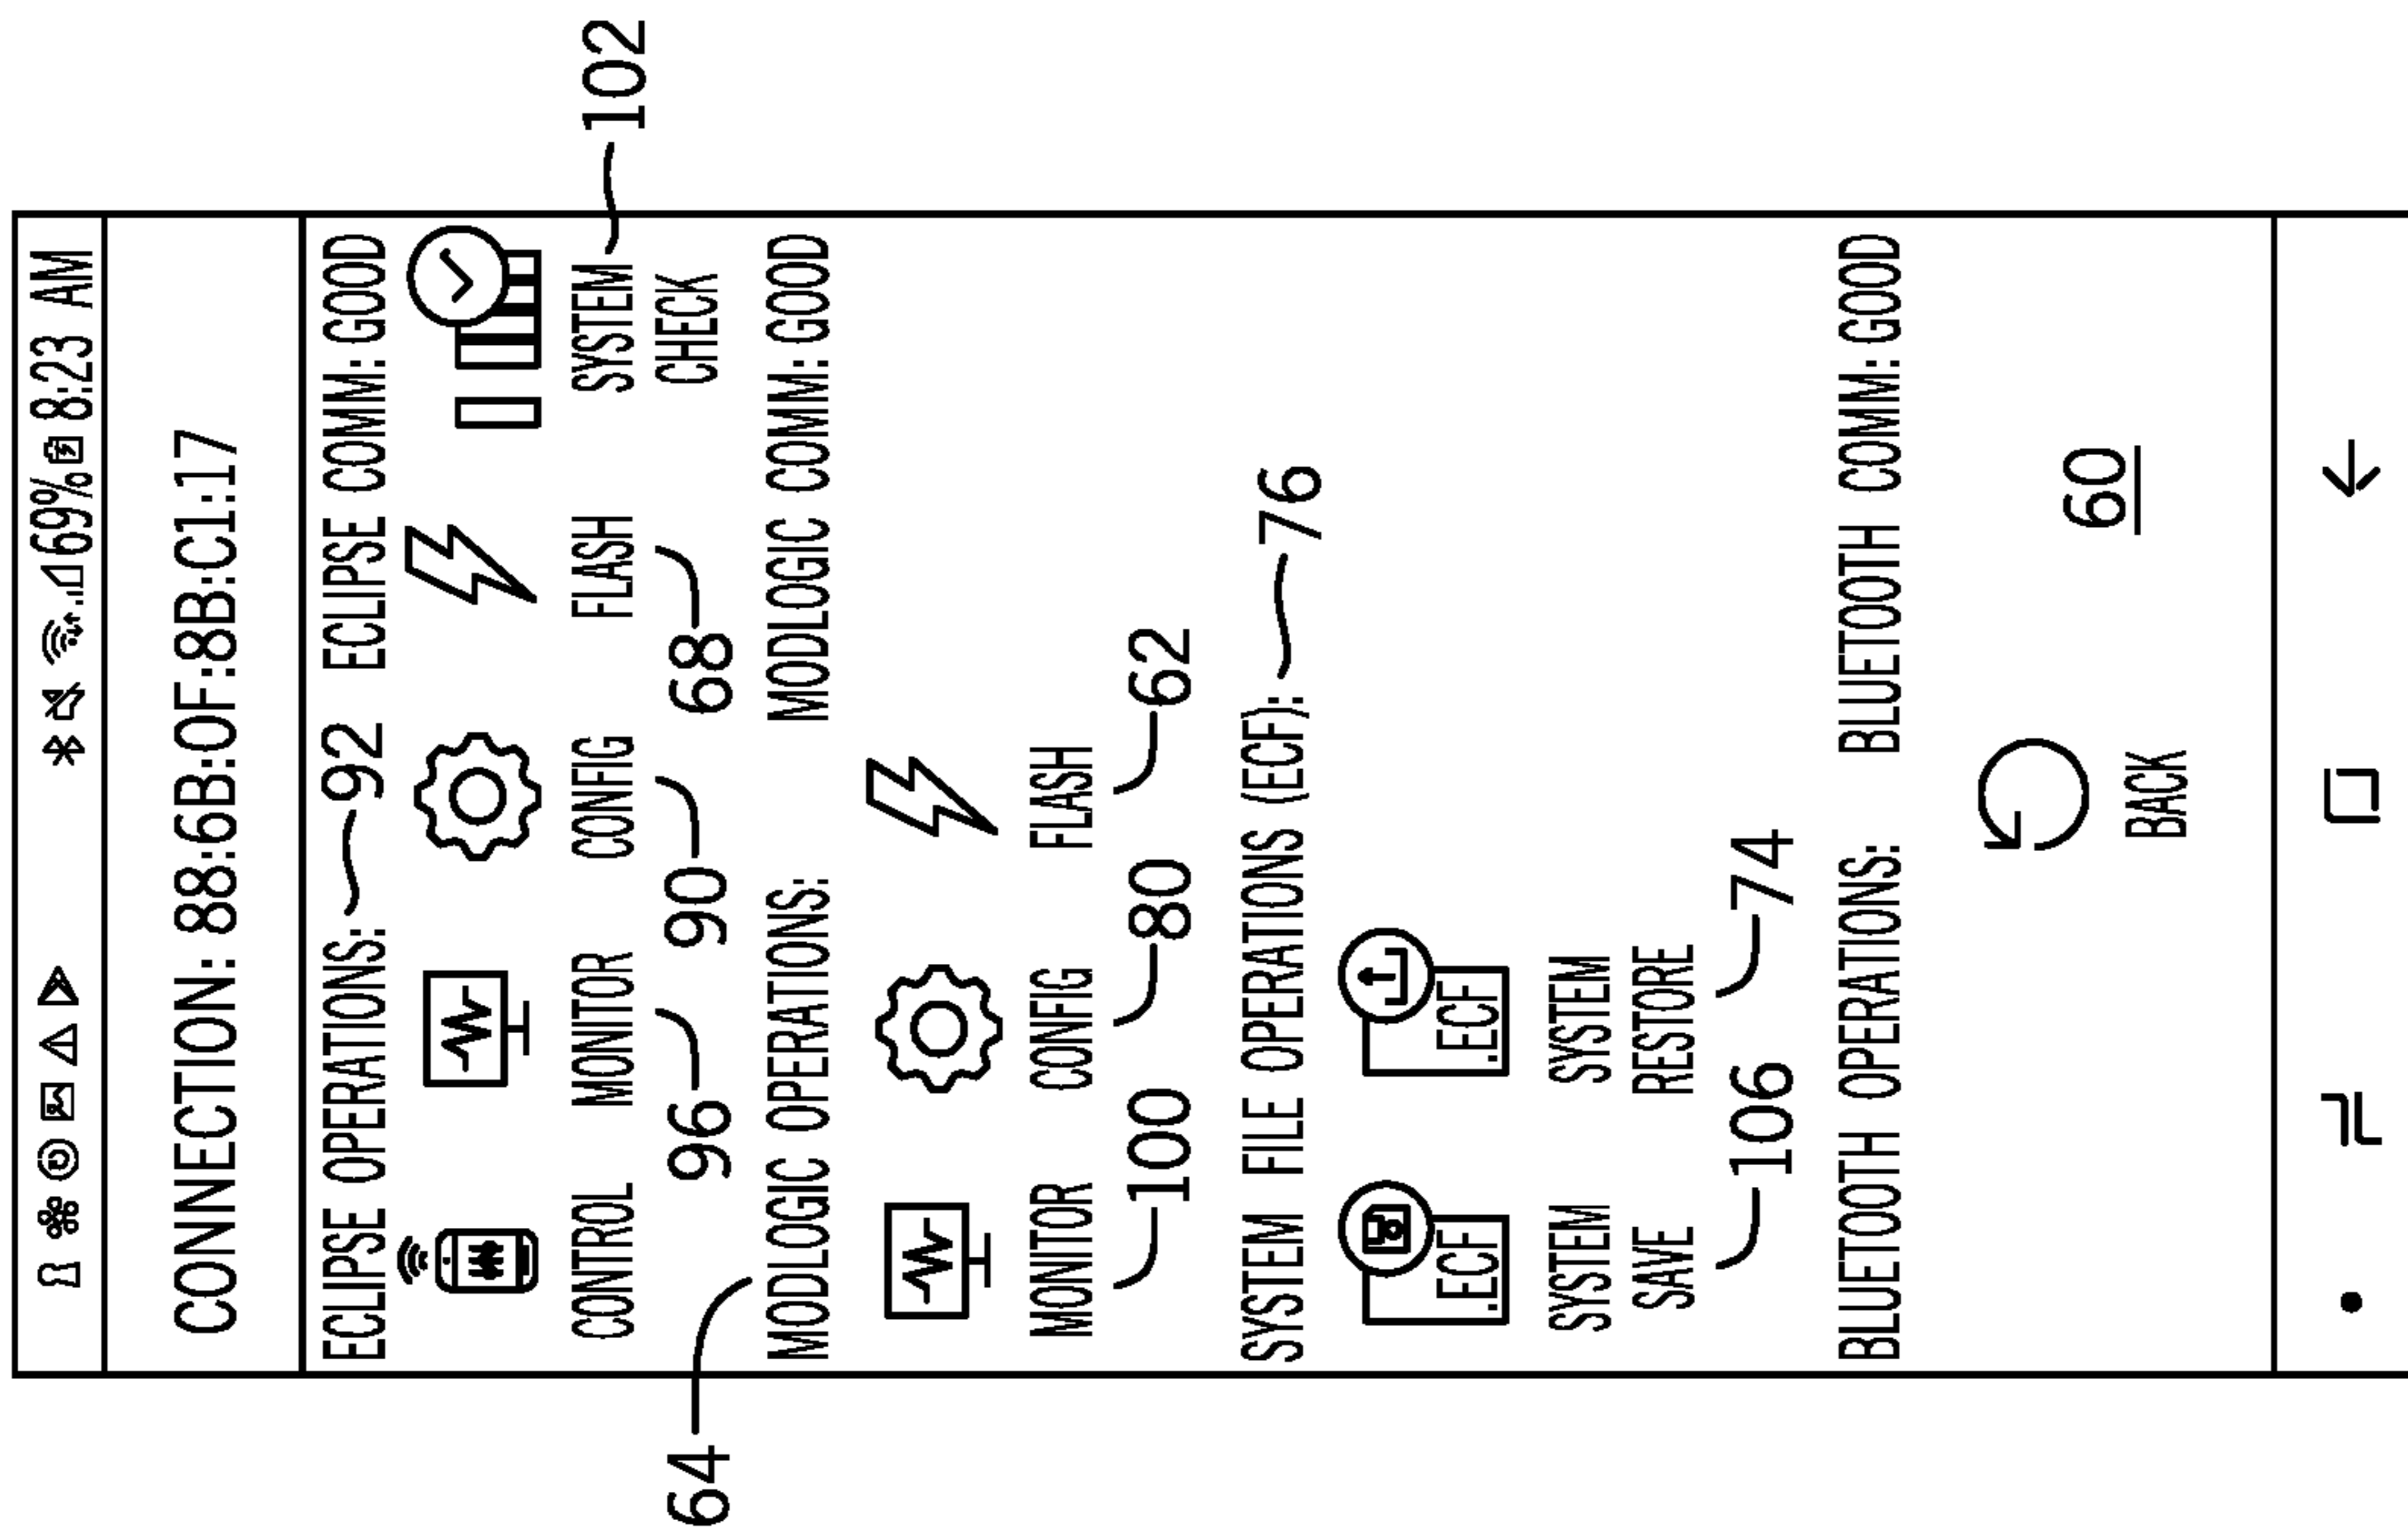 69% 8:23 AM
CONNECTION: 88:6B:0F:8B:C1:17
ECLIPSE OPERATIONS: 92 ECLIPSE COMM: GOOD
CONTROL MONITOR CONFIG FLASH SYSTEM CHECK 102
64 96 90 68
MODLOGIC OPERATIONS: MODLOGIC COMM: GOOD
MONITOR CONFIG FLASH
100 80 62
SYSTEM FILE OPERATIONS (ECF): 76
.ECF .ECF
SYSTEM SAVE SYSTEM RESTORE
106 74
BLUETOOTH OPERATIONS: BLUETOOTH COMM: GOOD
60
BACK